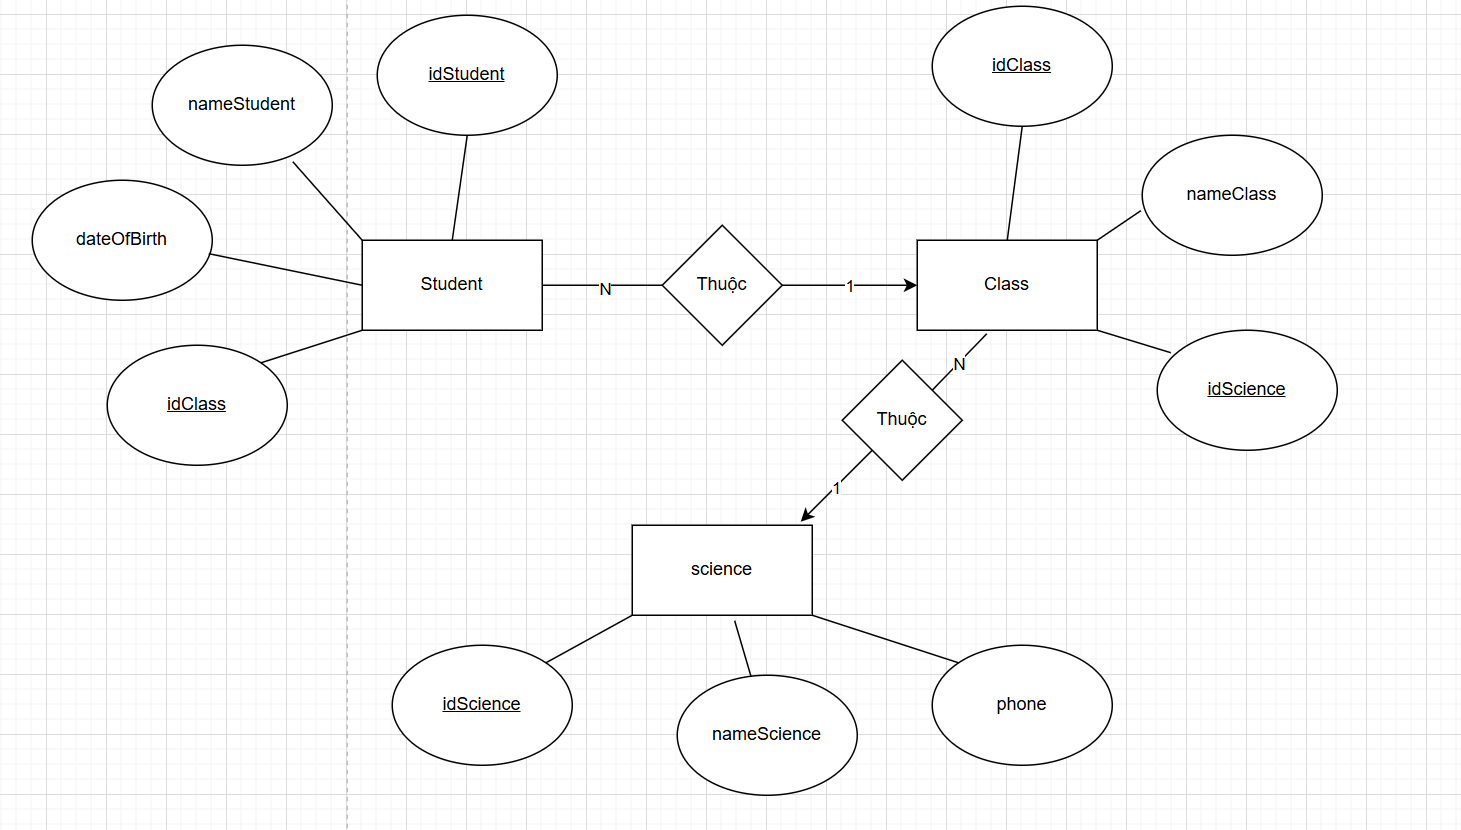 idStudent
idClass
nameStudent
nameClass
dateOfBirth
Student
N
Thuộc
1
Class
N
idScience
idClass
Thuộc
1
science
idScience
nameScience
phone